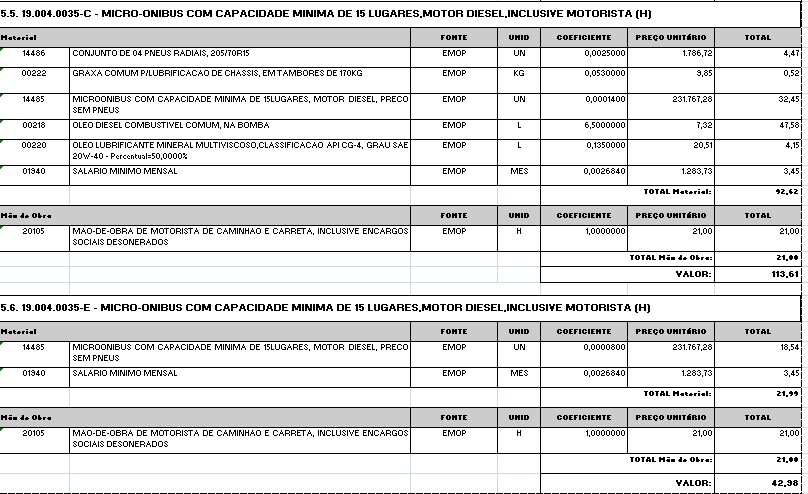 5.5. 19.004.0035-C - MICRO-ONIBUS COM CAPACIDADE MINIMA DE 15 LUGARES,MOTOR DIESEL,INCLUSIVE MOTORISTA (H)
Material FONTE UNID COEFICIENTE PREÇO UNITÁRIO TOTAL
14486 CONJUNTO DE 04 PNEUS RADIAIS, 205/70R15 EMOP UN 0,0025000 1.786,72 4,47
00222 GRAXA COMUM P/LUBRIFICACAO DE CHASSIS, EM TAMBORES DE 170KG EMOP KG 0,0530000 9,85 0,52
14485 MICROONIBUS COM CAPACIDADE MINIMA DE 15LUGARES, MOTOR DIESEL, PRECO EMOP UN 0,0001400 231.767,28 32,45
SEM PNEUS
00218 OLEO DIESEL COMBUSTIVEL COMUM, NA BOMBA EMOP L 6,5000000 7,32 47,58
00220 OLEO LUBRIFICANTE MINERAL MULTIVISCOSO,CLASSIFICACAO API CG-4, GRAU SAE EMOP L 0,1350000 20,51 4,15
20W-40 - Percentual=50,0000%
01940 SALARIO MINIMO MENSAL EMOP MES 0,0026840 1.283,73 3,45
TOTAL Material: 92,62
Mão de Obra FONTE UNID COEFICIENTE PREÇO UNITÁRIO TOTAL
20105 MAO-DE-OBRA DE MOTORISTA DE CAMINHAO E CARRETA, INCLUSIVE ENCARGOS EMOP H 1,0000000 21,00 21,00
SOCIAIS DESONERADOS
TOTAL Mão de Obra: 21,00
VALOR: 113,61
5.6. 19.004.0035-E - MICRO-ONIBUS COM CAPACIDADE MINIMA DE 15 LUGARES,MOTOR DIESEL,INCLUSIVE MOTORISTA (H)
Material FONTE UNID COEFICIENTE PREÇO UNITÁRIO TOTAL
14485 MICROONIBUS COM CAPACIDADE MINIMA DE 15LUGARES, MOTOR DIESEL, PRECO EMOP UN 0,0000800 231.767,28 18,54
SEM PNEUS
01940 SALARIO MINIMO MENSAL EMOP MES 0,0026840 1.283,73 3,45
TOTAL Material: 21,99
Mão de Obra FONTE UNID COEFICIENTE PREÇO UNITÁRIO TOTAL
20105 MAO-DE-OBRA DE MOTORISTA DE CAMINHAO E CARRETA, INCLUSIVE ENCARGOS EMOP H 1,0000000 21,00 21,00
SOCIAIS DESONERADOS
TOTAL Mão de Obra: 21,00
VALOR: 42,98